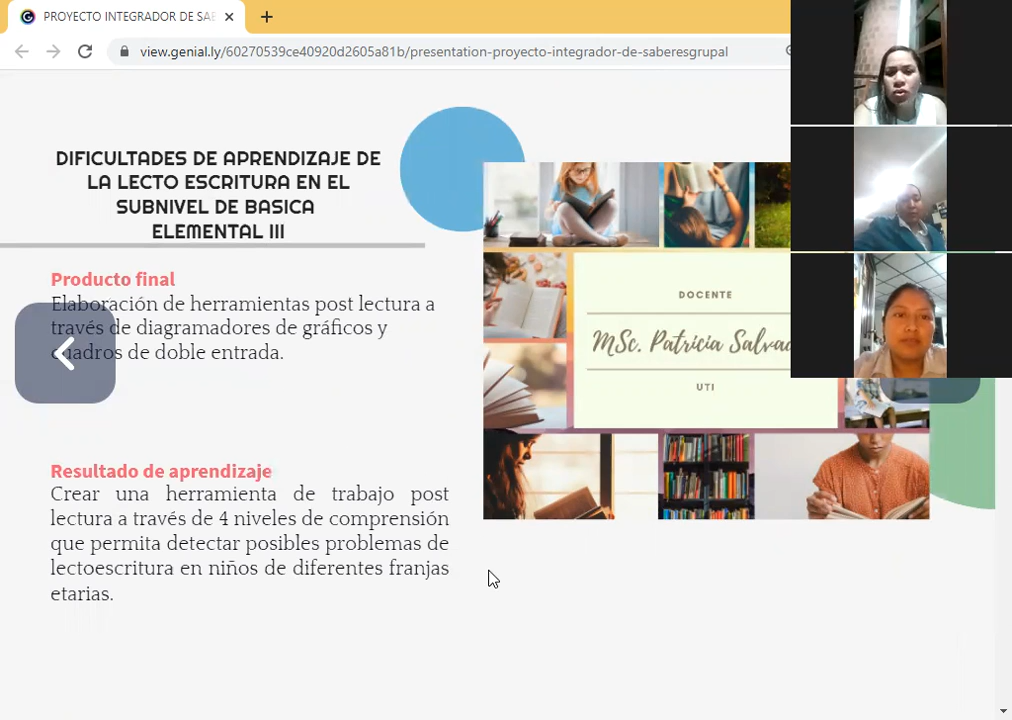 PROYECTO INTEGRADOR DE SABE
view.genial.ly/60270539ce40920d2605a81b/presentation-proyecto-integrador-de-saberesgrupal
DIFICULTADES DE APRENDIZAJE DE
LA LECTO ESCRITURA EN EL
SUBNIVEL DE BASICA
ELEMENTAL III
Producto final
Elaboración de herramientas post lectura a
través de diagramadores de gráficos y
cuadros de doble entrada.
Resultado de aprendizaje
Crear una herramienta de trabajo post
lectura a través de 4 niveles de comprensión
que permita detectar posibles problemas de
lectoescritura en niños de diferentes franjas
etarias.
DOCENTE
MSc. Patricia
UTI